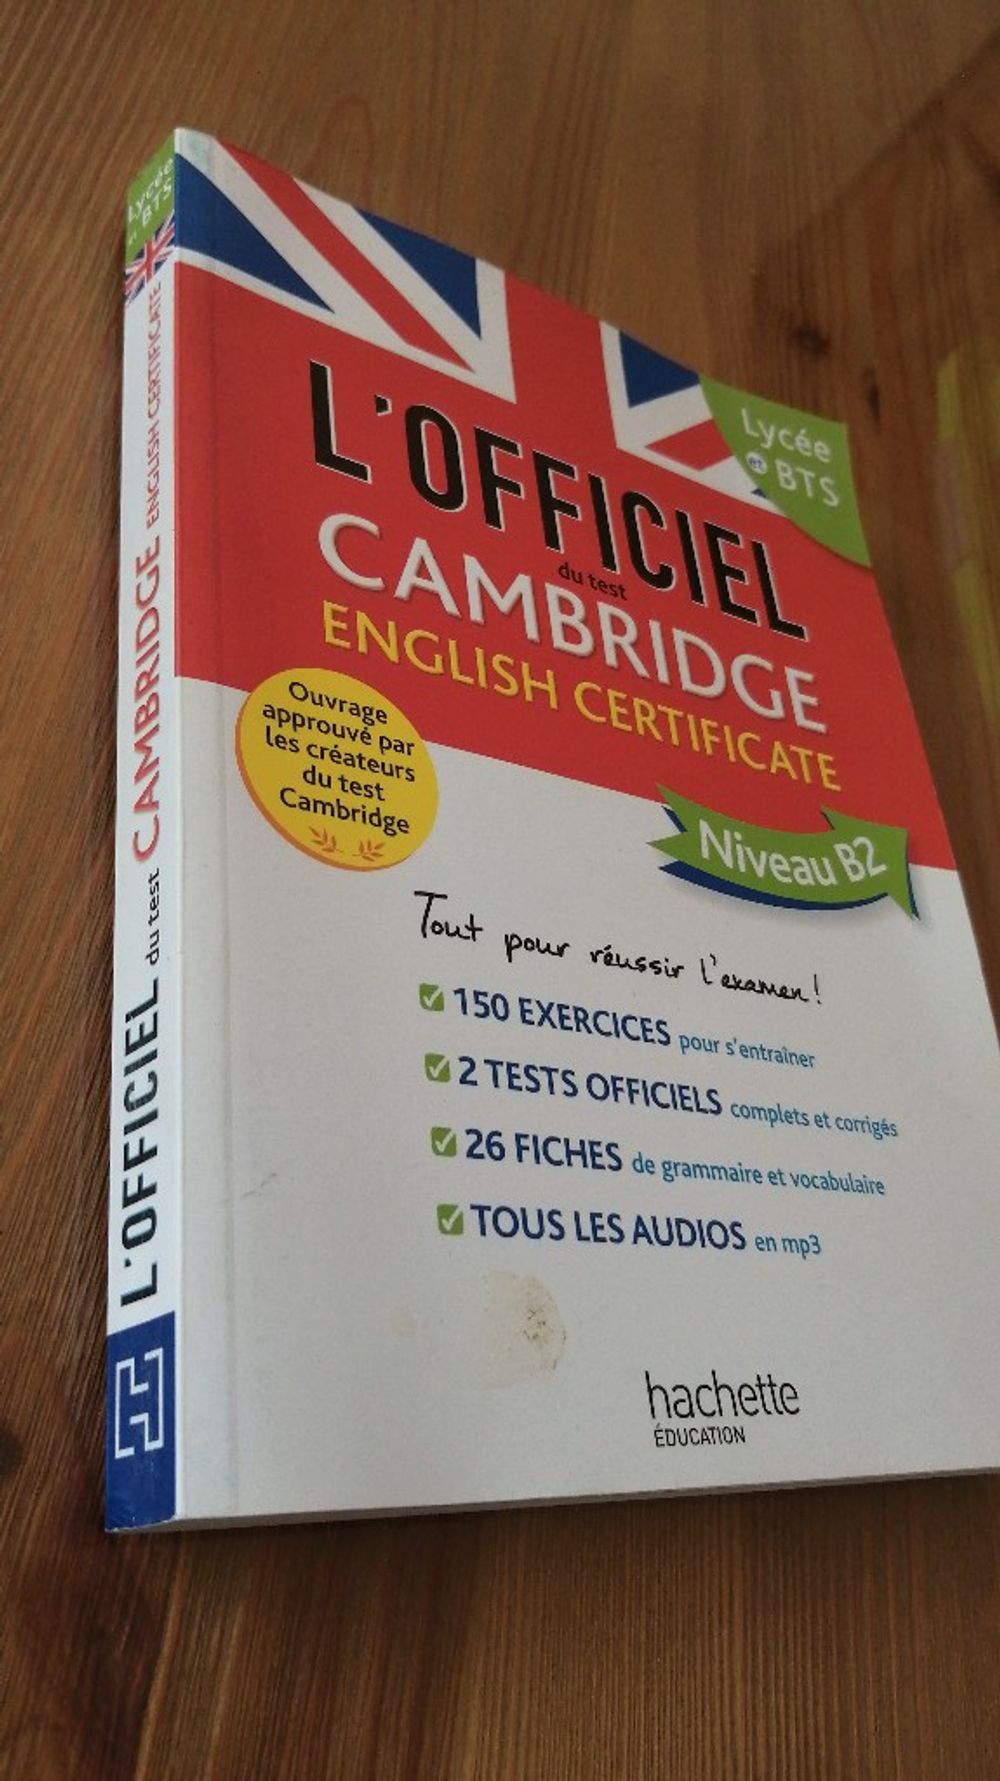 Lycée
et BTS
L'OFFICIEL
du test
CAMBRIDGE
ENGLISH CERTIFICATE
Ouvrage
approuvé par
les créateurs
du test
Cambridge
Niveau B2
Tout pour réussir l'examen!
150 EXERCICES pour s'entraîner
2 TESTS OFFICIELS complets et corrigés
26 FICHES de grammaire et vocabulaire
TOUS LES AUDIOS en mp3
hachette
ÉDUCATION
Lycée
et BTS
L'OFFICIEL du test CAMBRIDGE ENGLISH CERTIFICATE